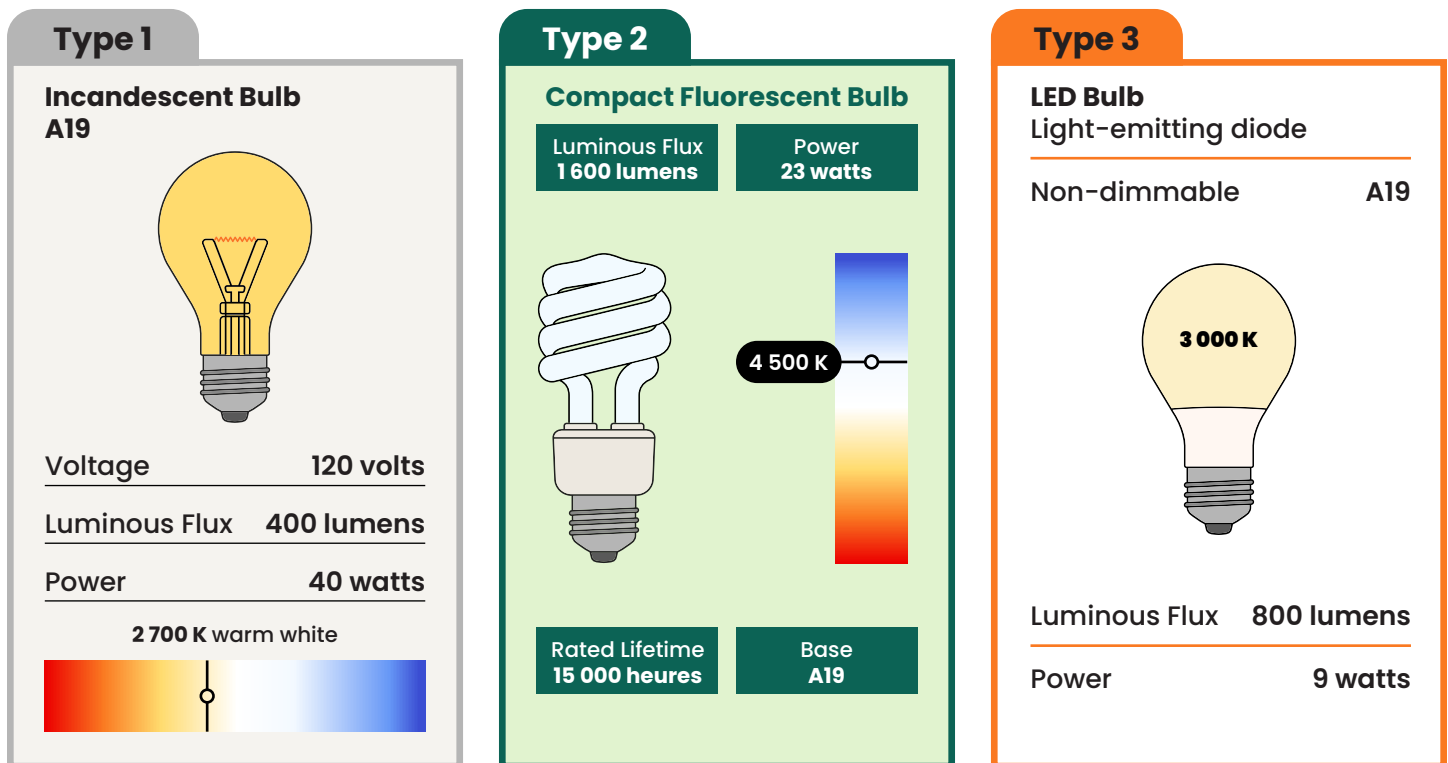 Type 1
Incandescent Bulb
A19
Voltage 120 volts
Luminous Flux 400 lumens
Power 40 watts
2 700 K warm white
Type 2
Compact Fluorescent Bulb
Luminous Flux
1 600 lumens
Power
23 watts
4 500 K
Rated Lifetime
15 000 heures
Base
A19
Type 3
LED Bulb
Light-emitting diode
Non-dimmable A19
3 000 K
Luminous Flux 800 lumens
Power 9 watts